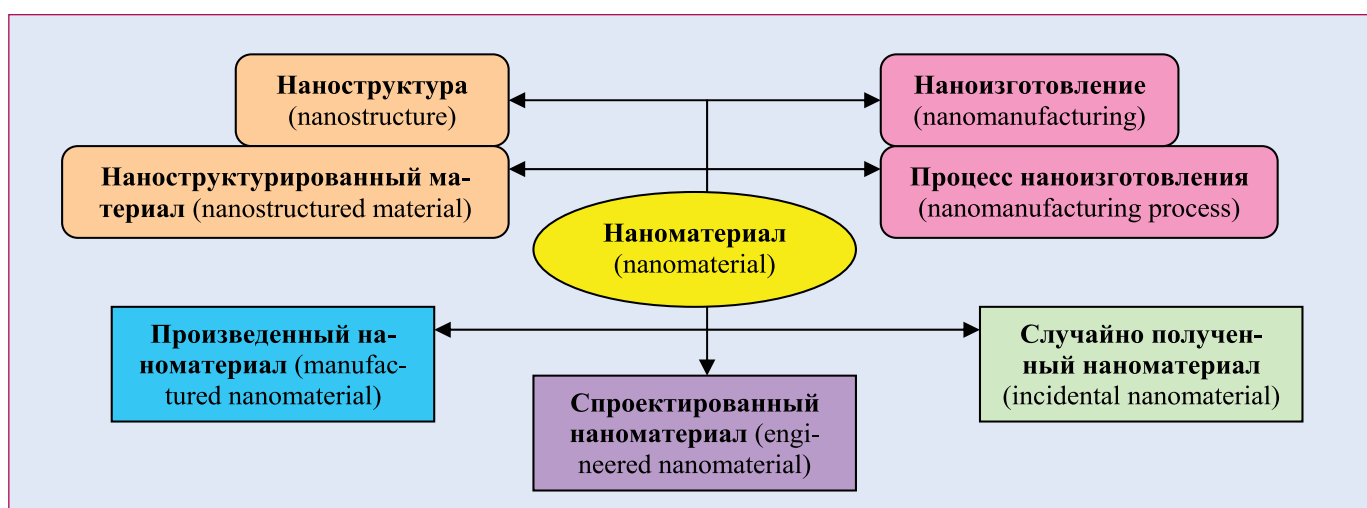 Наноструктура
(nanostructure)
Наноизготовление
(nanomanufacturing)
Наноструктурированный ма-
териал (nanostructured material)
Процесс наноизготовления
(nanomanufacturing process)
Наноматериал
(nanomaterial)
Произведенный на-
номатериал (manufac-
tured nanomaterial)
Спроектированный
наноматериал (engi-
neered nanomaterial)
Случайно получен-
ный наноматериал
(incidental nanomaterial)